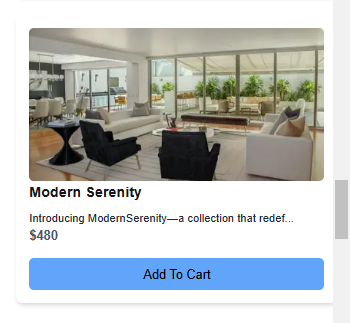 Modern Serenity
Introducing ModernSerenity—a collection that redef...
$480
Add To Cart